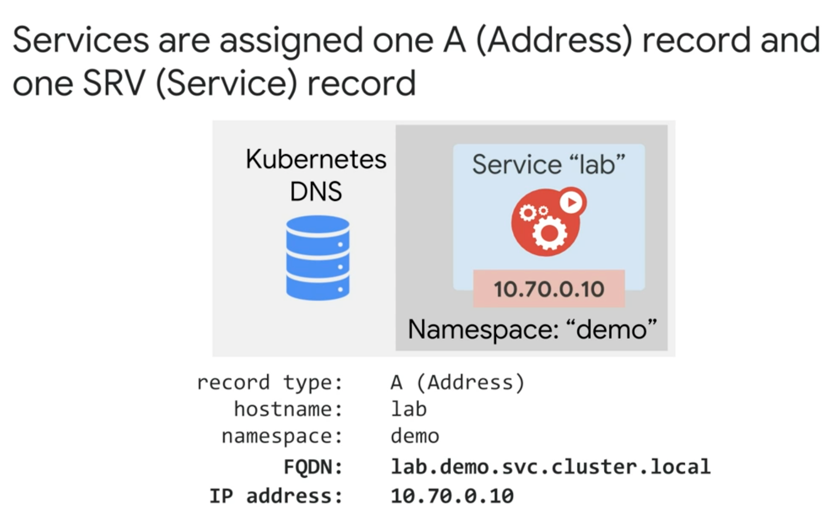 Services are assigned one A (Address) record and
one SRV (Service) record
Kubernetes
DNS
Service “lab”
10.70.0.10
Namespace: “demo”
record type: A (Address)
hostname: lab
namespace: demo
FQDN: lab.demo.svc.cluster.local
IP address: 10.70.0.10